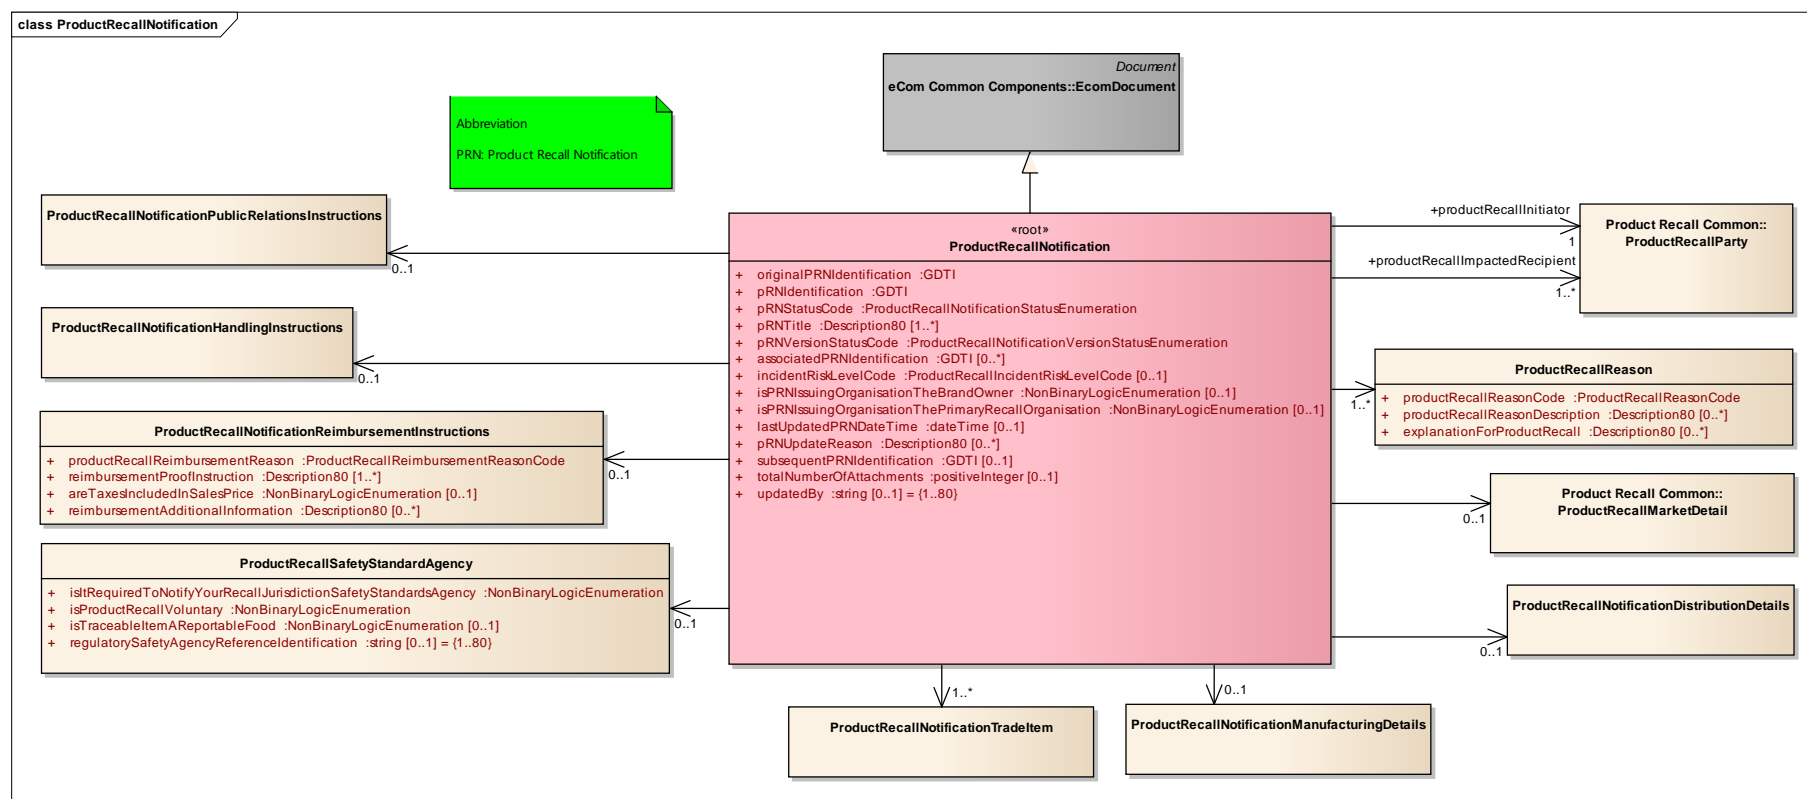 class ProductRecallNotification
Document
eCom Common Components::EcomDocument
Abbreviation
PRN: Product Recall Notification
ProductRecallNotificationPublicRelationsInstructions
0..1
ProductRecallNotificationHandlingInstructions
0..1
ProductRecallNotificationReimbursementInstructions
+ productRecallReimbursementReason :ProductRecallReimbursementReasonCode
+ reimbursementProofInstruction :Description80 [1..*]
+ areTaxesIncludedInSalesPrice :NonBinaryLogicEnumeration [0..1]
+ reimbursementAdditionalInformation :Description80 [0..*]
0..1
ProductRecallSafetyStandardAgency
+ isItRequiredToNotifyYourRecallJurisdictionSafetyStandardsAgency :NonBinaryLogicEnumeration
+ isProductRecallVoluntary :NonBinaryLogicEnumeration
+ isTraceableItemAReportableFood :NonBinaryLogicEnumeration [0..1]
+ regulatorySafetyAgencyReferenceIdentification :string [0..1] = {1..80}
0..1
«root»
ProductRecallNotification
+ originalPRNIdentification :GDTI
+ pRNIdentification :GDTI
+ pRNStatusCode :ProductRecallNotificationStatusEnumeration
+ pRNTitle :Description80 [1..*]
+ pRNVersionStatusCode :ProductRecallNotificationVersionStatusEnumeration
+ associatedPRNIdentification :GDTI [0..*]
+ incidentRiskLevelCode :ProductRecallIncidentRiskLevelCode [0..1]
+ isPRNIssuingOrganisationTheBrandOwner :NonBinaryLogicEnumeration [0..1]
+ isPRNIssuingOrganisationThePrimaryRecallOrganisation :NonBinaryLogicEnumeration [0..1]
+ lastUpdatedPRNDateTime :dateTime [0..1]
+ pRNUpdateReason :Description80 [0..*]
+ subsequentPRNIdentification :GDTI [0..1]
+ totalNumberOfAttachments :positiveInteger [0..1]
+ updatedBy :string [0..1] = {1..80}
+productRecallInitiator
1
+productRecallImpactedRecipient
1..*
Product Recall Common::
ProductRecallParty
1..*
ProductRecallReason
+ productRecallReasonCode :ProductRecallReasonCode
+ productRecallReasonDescription :Description80 [0..*]
+ explanationForProductRecall :Description80 [0..*]
0..1
Product Recall Common::
ProductRecallMarketDetail
0..1
ProductRecallNotificationDistributionDetails
1..*
ProductRecallNotificationTradeItem
0..1
ProductRecallNotificationManufacturingDetails